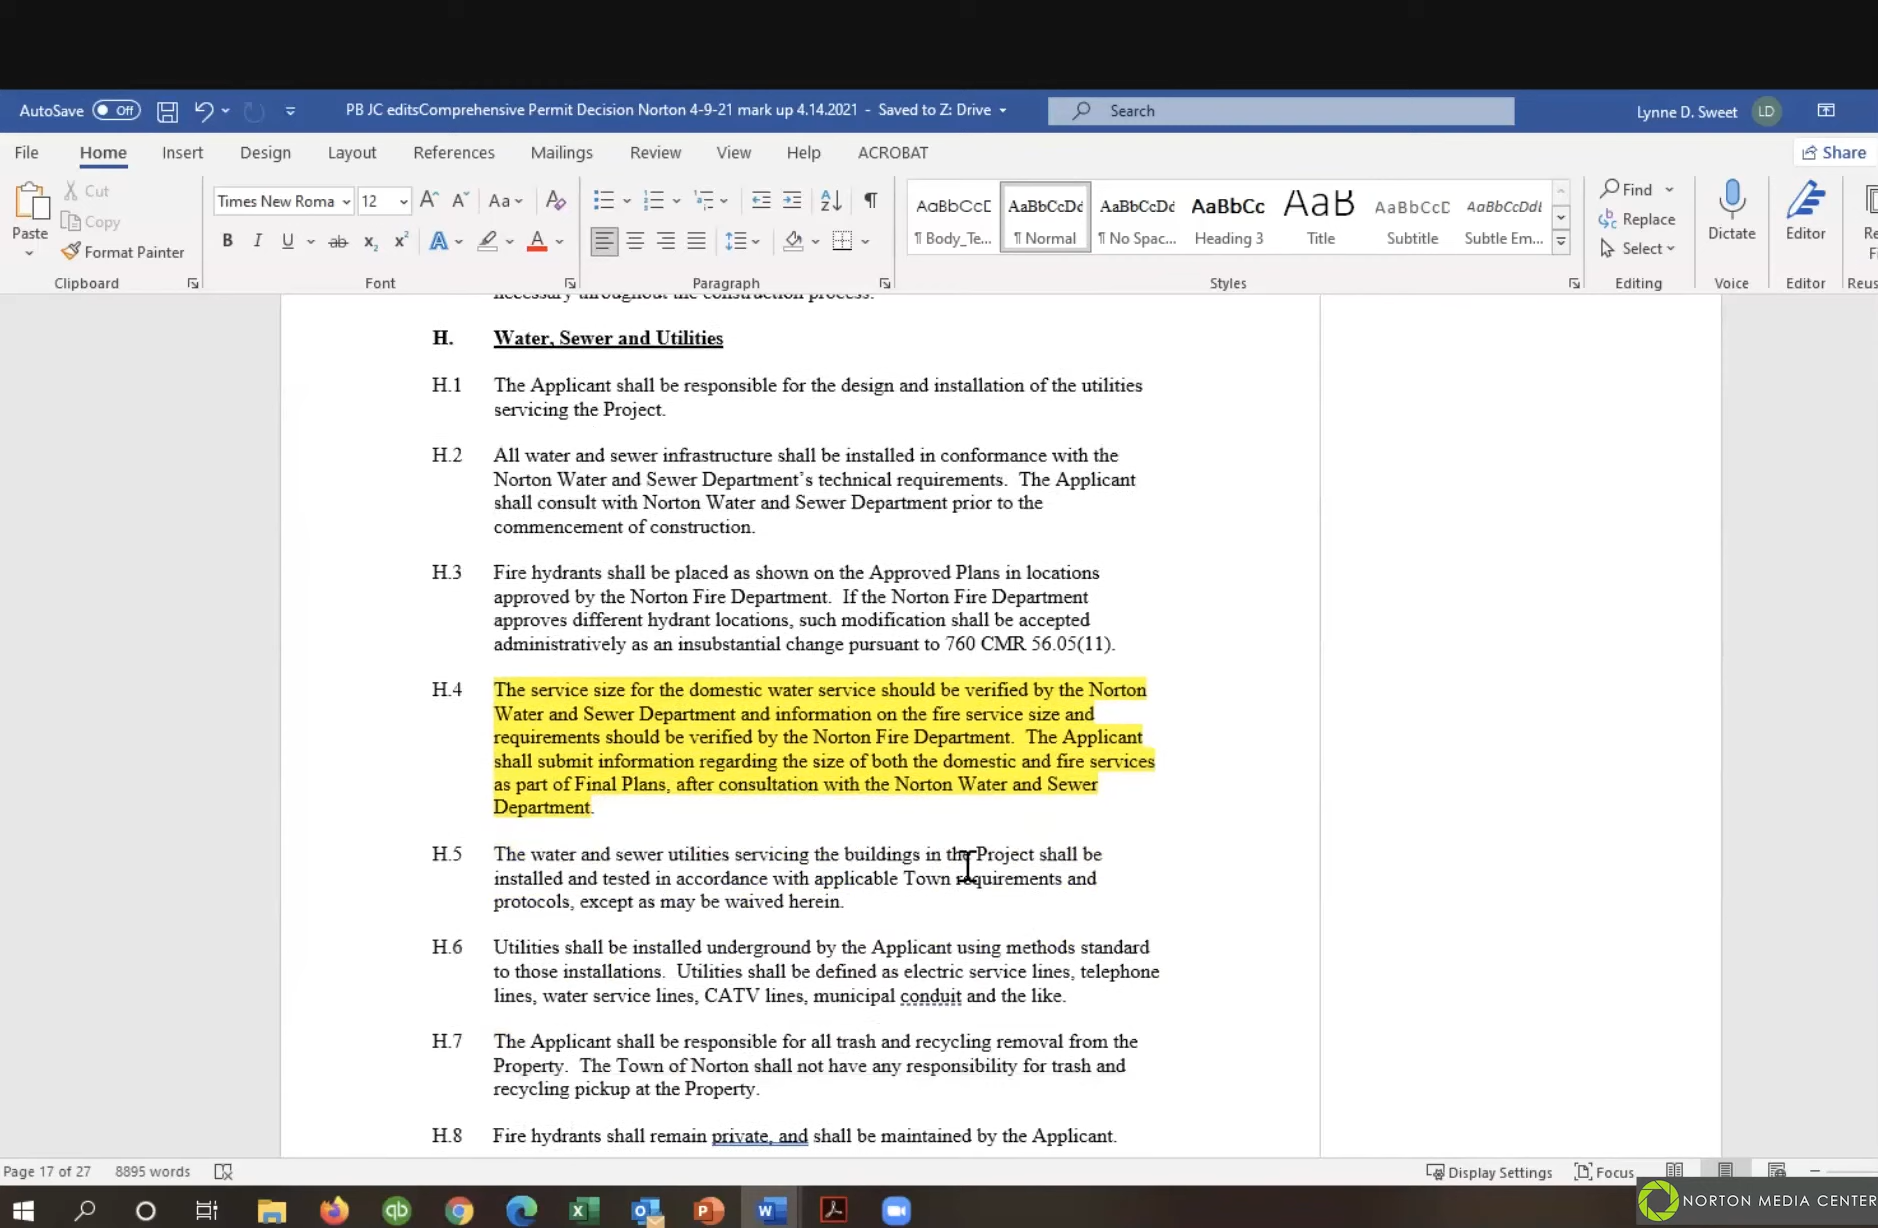 AutoSave Off PB JC editsComprehensive Permit Decision Norton 4-9-21 mark up 4.14.2021 - Saved to Z: Drive Search Lynne D. Sweet LD
File Home Insert Design Layout References Mailings Review View Help ACROBAT Share
Paste Cut Copy Format Painter
Times New Roma 12 Aa
B I U ab x₂ x² A A
AaBbCcD AaBbCcDd AaBbCcDd AaBbCc AaB AaBbCcD AaBbCcDdE
¶ Body_Te... ¶ Normal ¶ No Spac... Heading 3 Title Subtitle Subtle Em...
Find Replace Select Dictate Editor
Clipboard Font Paragraph Styles Editing Voice Editor Reus
necessary throughout the construction process.
H. Water, Sewer and Utilities
H.1 The Applicant shall be responsible for the design and installation of the utilities
servicing the Project.
H.2 All water and sewer infrastructure shall be installed in conformance with the
Norton Water and Sewer Department's technical requirements. The Applicant
shall consult with Norton Water and Sewer Department prior to the
commencement of construction.
H.3 Fire hydrants shall be placed as shown on the Approved Plans in locations
approved by the Norton Fire Department. If the Norton Fire Department
approves different hydrant locations, such modification shall be accepted
administratively as an insubstantial change pursuant to 760 CMR 56.05(11).
H.4 The service size for the domestic water service should be verified by the Norton
Water and Sewer Department and information on the fire service size and
requirements should be verified by the Norton Fire Department. The Applicant
shall submit information regarding the size of both the domestic and fire services
as part of Final Plans, after consultation with the Norton Water and Sewer
Department.
H.5 The water and sewer utilities servicing the buildings in the Project shall be
installed and tested in accordance with applicable Town requirements and
protocols, except as may be waived herein.
H.6 Utilities shall be installed underground by the Applicant using methods standard
to those installations. Utilities shall be defined as electric service lines, telephone
lines, water service lines, CATV lines, municipal conduit and the like.
H.7 The Applicant shall be responsible for all trash and recycling removal from the
Property. The Town of Norton shall not have any responsibility for trash and
recycling pickup at the Property.
H.8 Fire hydrants shall remain private, and shall be maintained by the Applicant.
Page 17 of 27 8895 words Display Settings Focus
NORTON MEDIA CENTER